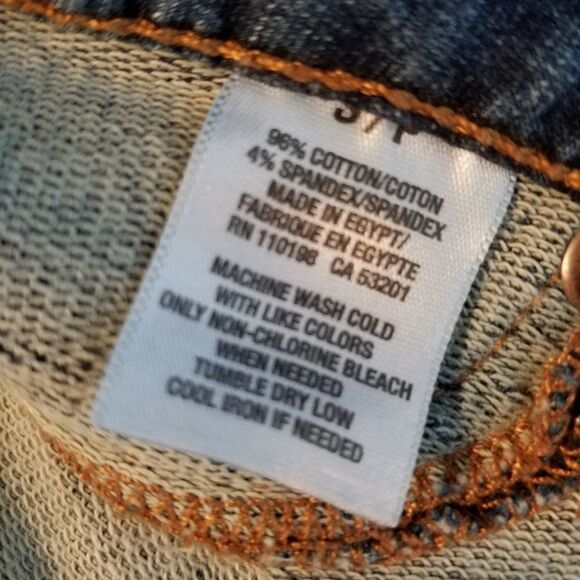 S / P
96% COTTON/COTON
4% SPANDEX/SPANDEX
MADE IN EGYPT/
FABRIQUE EN EGYPTE
RN 110198 CA 53201
MACHINE WASH COLD
WITH LIKE COLORS
ONLY NON-CHLORINE BLEACH
WHEN NEEDED
TUMBLE DRY LOW
COOL IRON IF NEEDED